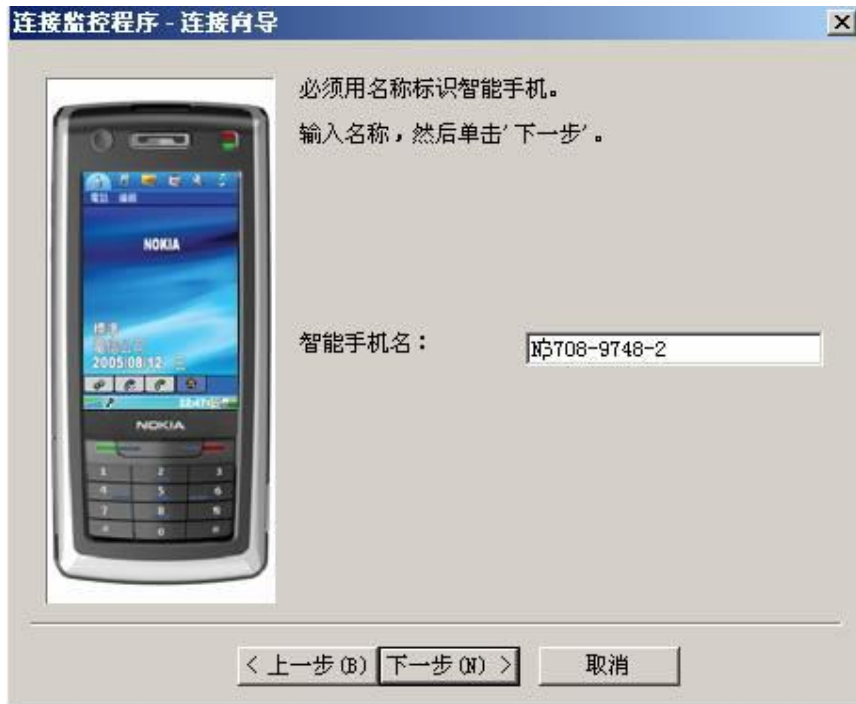 连接监控程序 - 连接向导
必须用名称标识智能手机。
输入名称，然后单击'下一步'。
NOKIA
2005/08/12
NOKIA
智能手机名：
708-9748-2
< 上一步(B)
下一步(N) >
取消